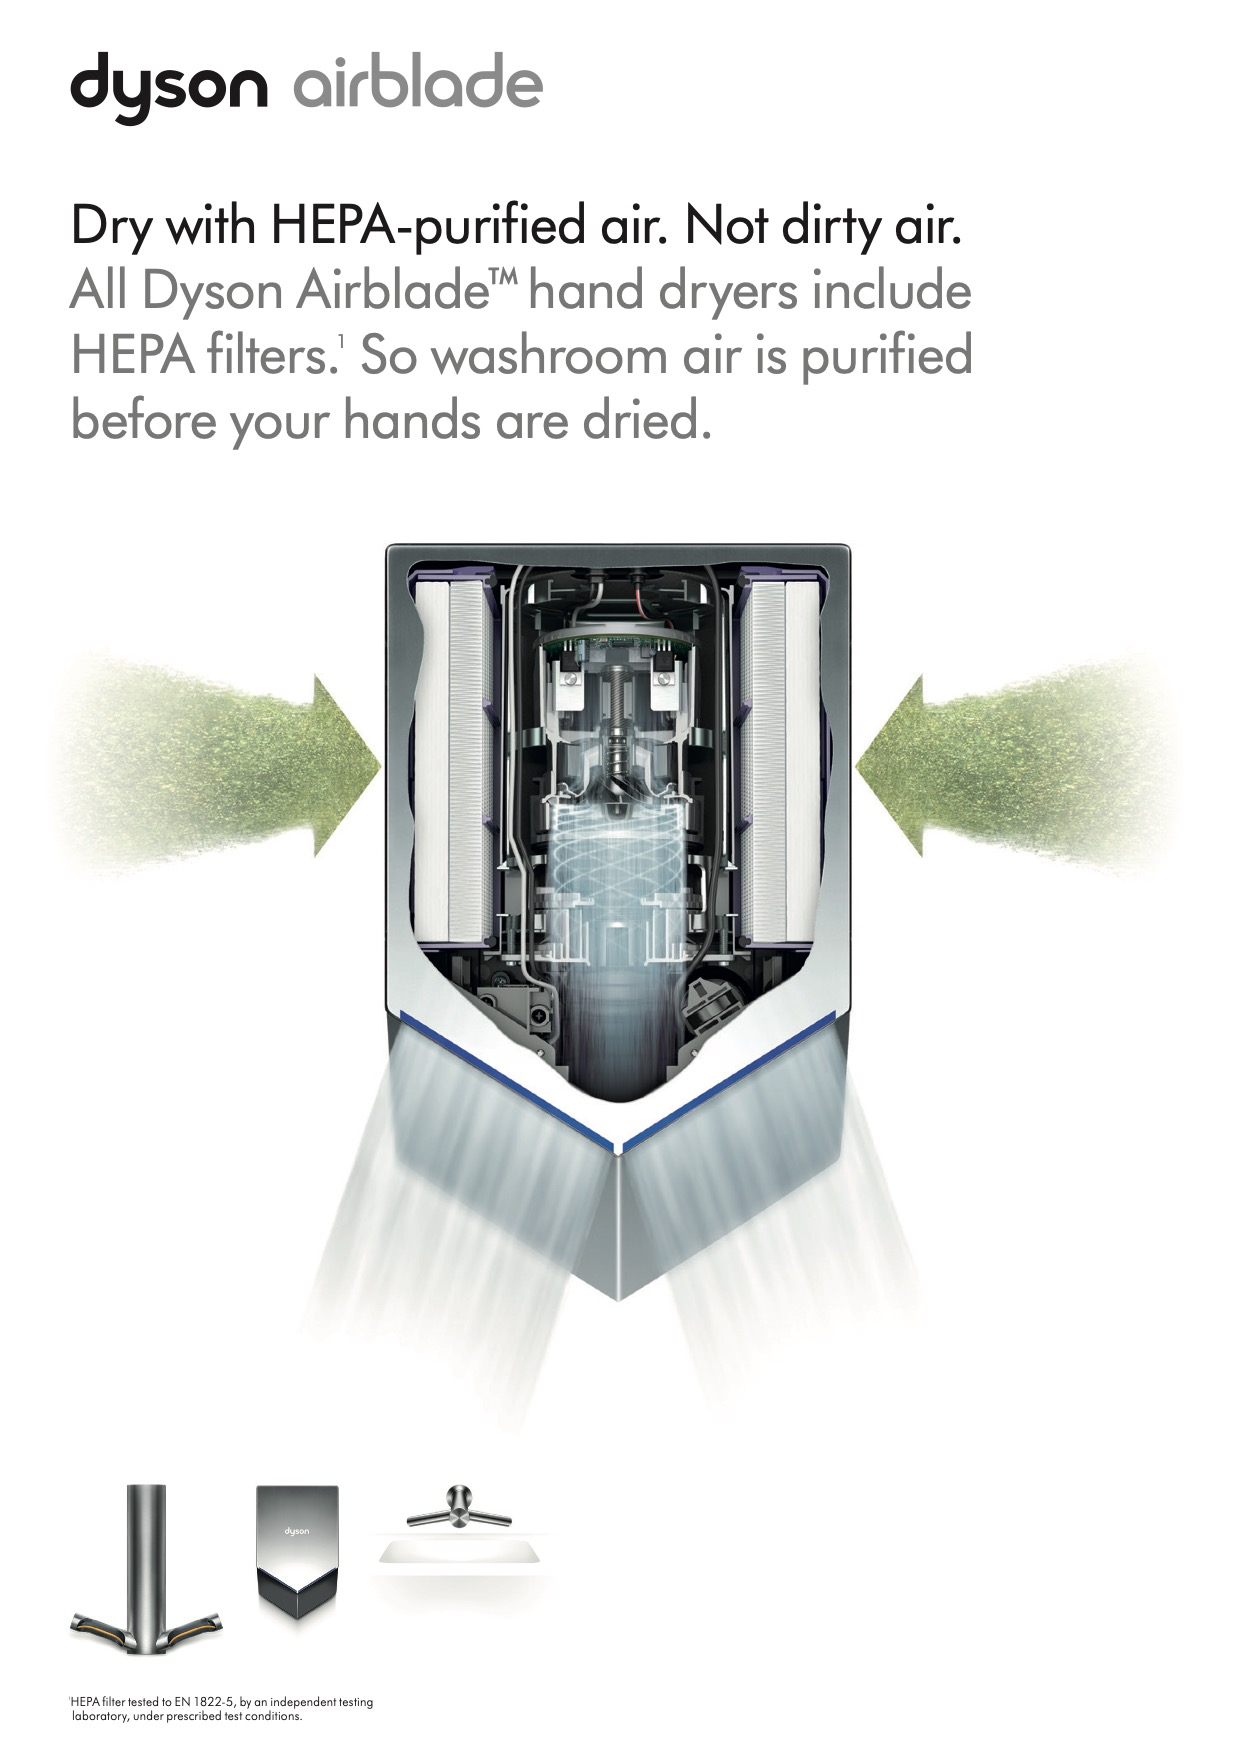 dyson airblade
Dry with HEPA-purified air. Not dirty air.
All Dyson Airblade™ hand dryers include
HEPA filters.¹ So washroom air is purified
before your hands are dried.
dyson
¹HEPA filter tested to EN 1822-5, by an independent testing
laboratory, under prescribed test conditions.